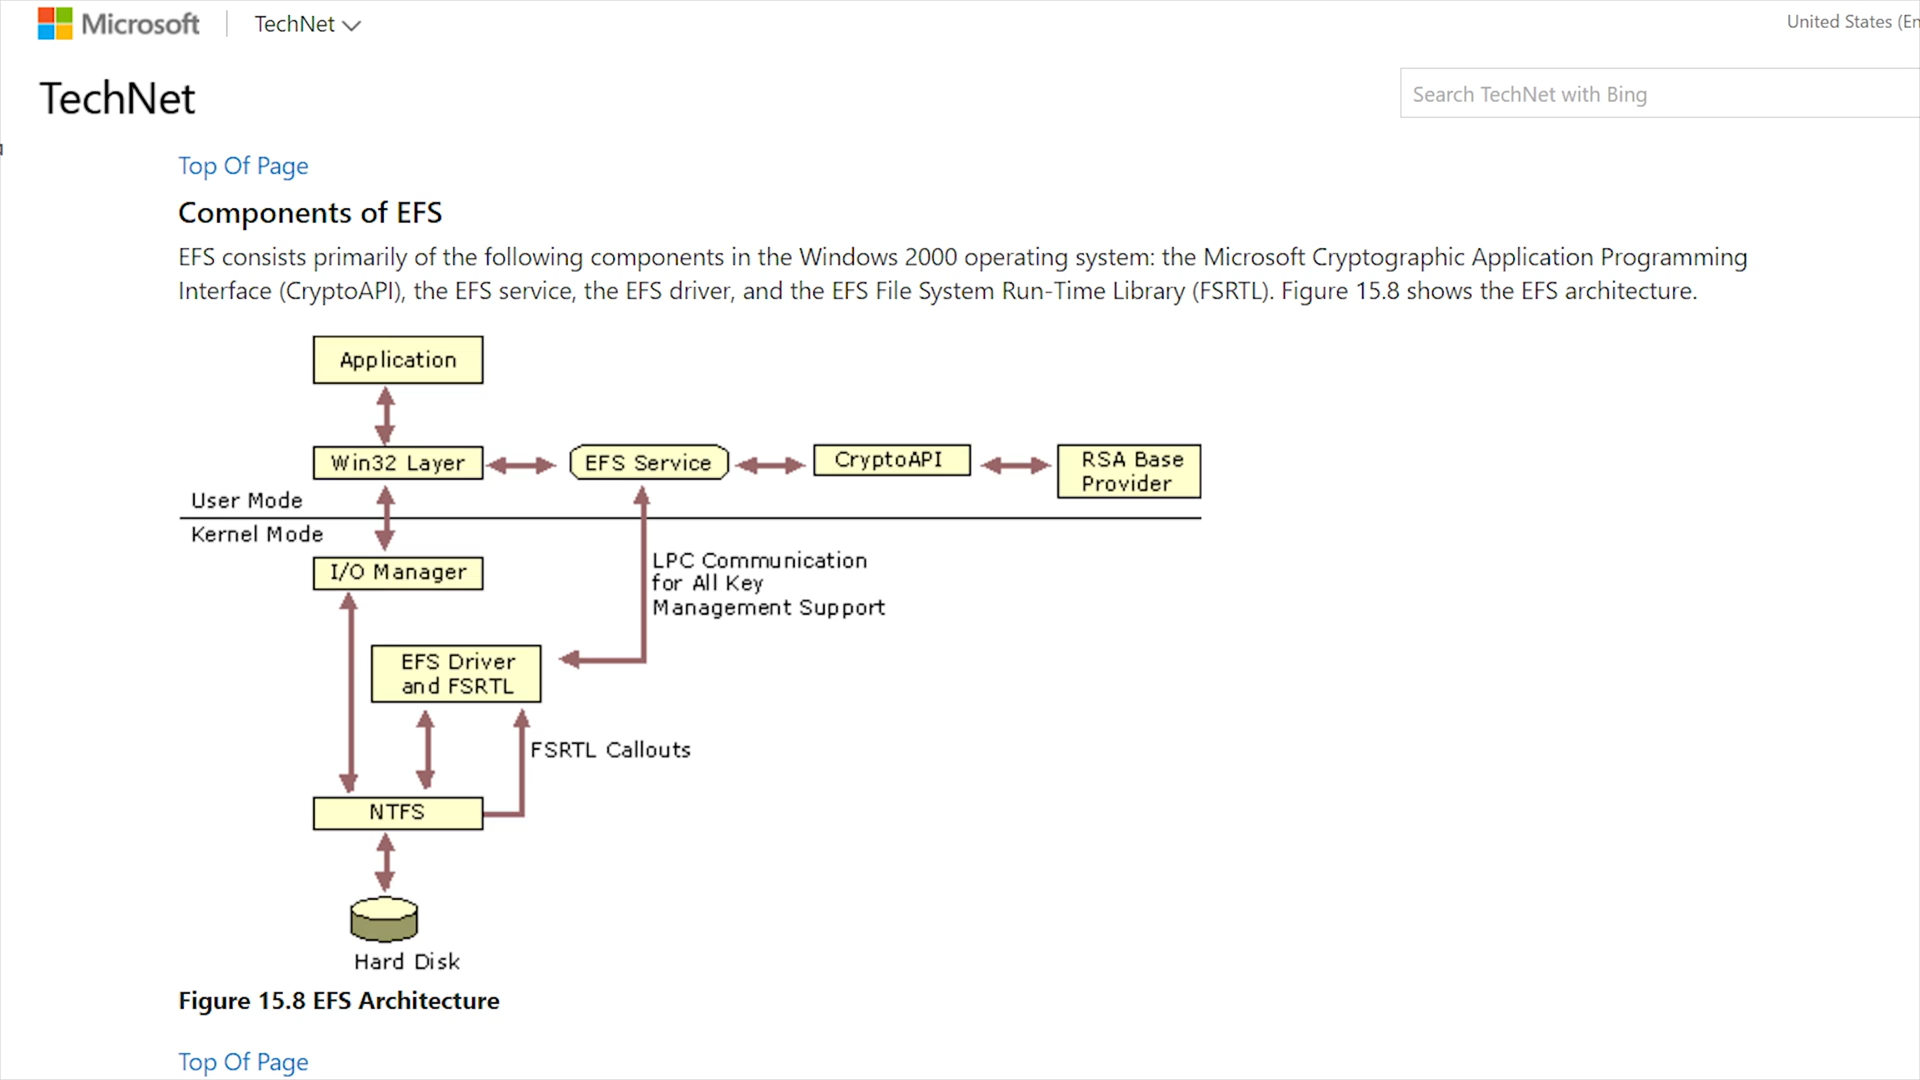 Microsoft
TechNet
United States (En
TechNet
Search TechNet with Bing
Top Of Page
Components of EFS
EFS consists primarily of the following components in the Windows 2000 operating system: the Microsoft Cryptographic Application Programming
Interface (CryptoAPI), the EFS service, the EFS driver, and the EFS File System Run-Time Library (FSRTL). Figure 15.8 shows the EFS architecture.
Application
Win32 Layer
EFS Service
CryptoAPI
RSA Base
Provider
User Mode
Kernel Mode
I/O Manager
LPC Communication
for All Key
Management Support
EFS Driver
and FSRTL
FSRTL Callouts
NTFS
Hard Disk
Figure 15.8 EFS Architecture
Top Of Page